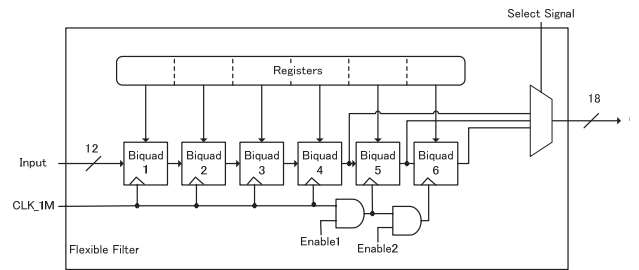 Select Signal
Registers
18
12
Input
Biquad
1
Biquad
2
Biquad
3
Biquad
4
Biquad
5
Biquad
6
CLK_1M
Enable1
Enable2
Flexible Filter